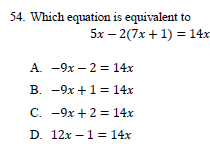 54. Which equation is equivalent to
5x – 2(7x + 1) = 14x
A. –9x – 2 = 14x
B. –9x + 1 = 14x
C. –9x + 2 = 14x
D. 12x – 1 = 14x